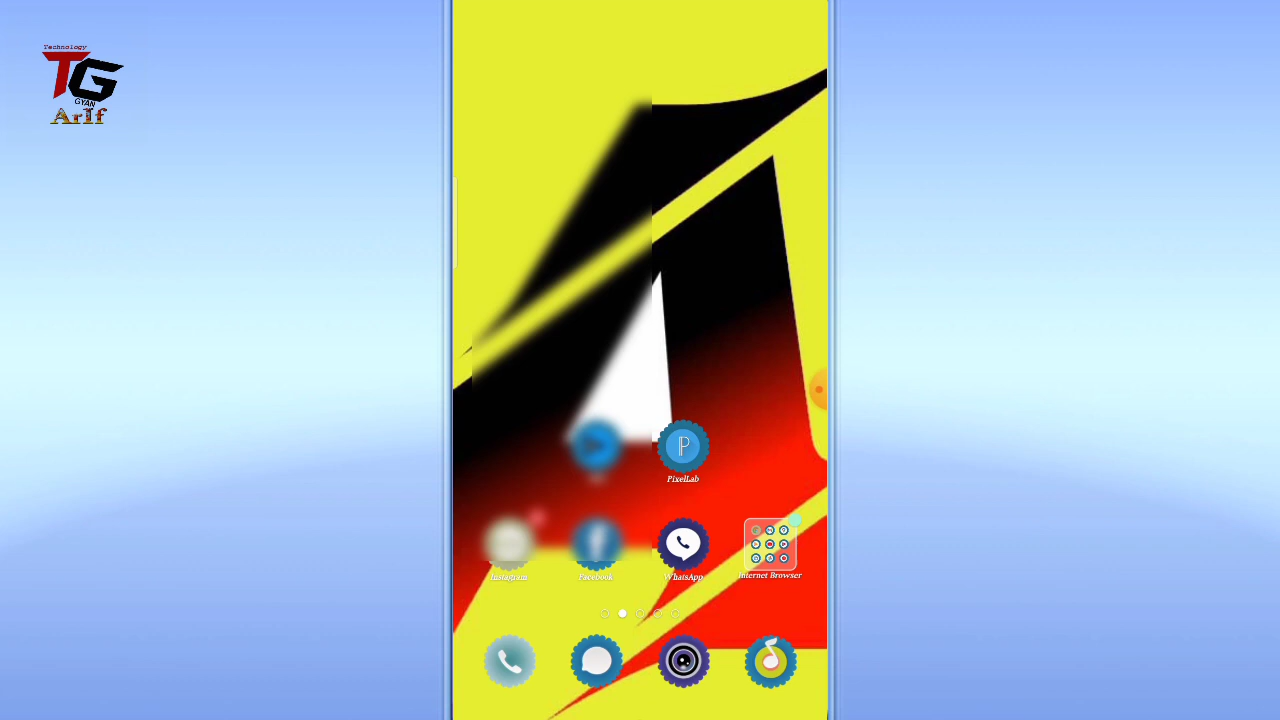 Technology
TG
GYAN
ArIf
PixelLab
Instagram
Facebook
WhatsApp
Internet Browser